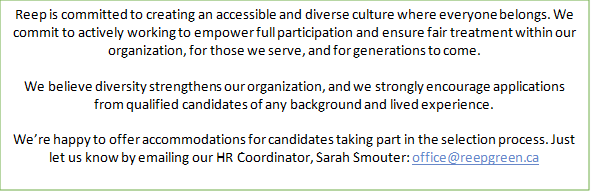 Reep is committed to creating an accessible and diverse culture where everyone belongs. We
commit to actively working to empower full participation and ensure fair treatment within our
organization, for those we serve, and for generations to come.
We believe diversity strengthens our organization, and we strongly encourage applications
from qualified candidates of any background and lived experience.
We’re happy to offer accommodations for candidates taking part in the selection process. Just
let us know by emailing our HR Coordinator, Sarah Smouter: office@reepgreen.ca